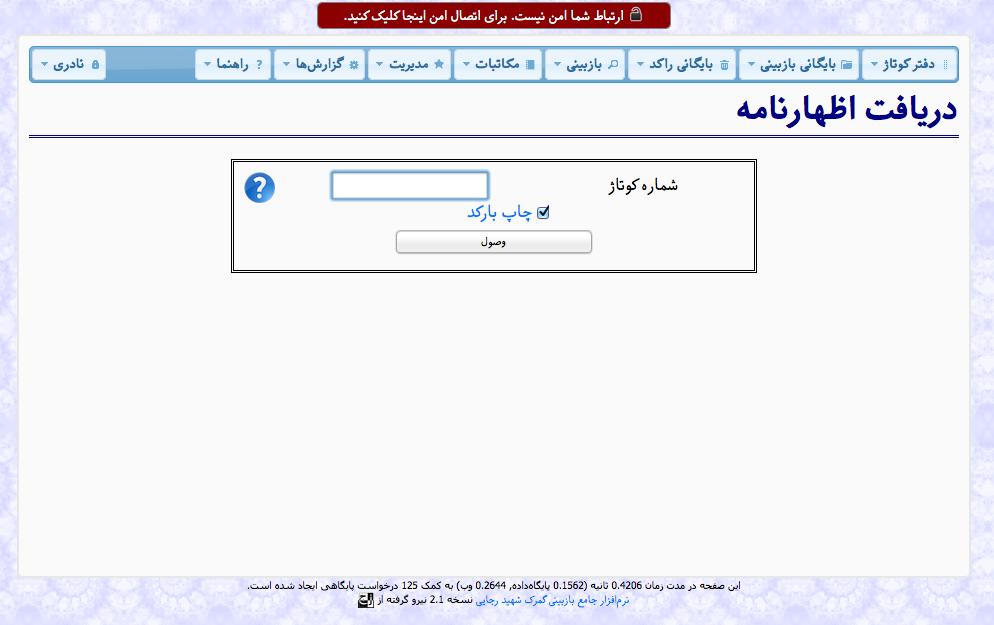 ارتباط شما امن نیست. برای اتصال امن اینجا کلیک کنید.
دفتر کوتاژ بایگانی بازبینی بایگانی راکد بازبینی مکاتبات مدیریت گزارش‌ها راهنما نادری
دریافت اظهارنامه
شماره کوتاژ
چاپ بارکد
وصول
این صفحه در مدت زمان 0.4206 ثانیه (0.1562 پایگاه‌داده, 0.2644 وب) به کمک 125 درخواست پایگاهی ایجاد شده است.
نرم‌افزار جامع بازبینی گمرک شهید رجایی نسخه 2.1 نیرو گرفته از